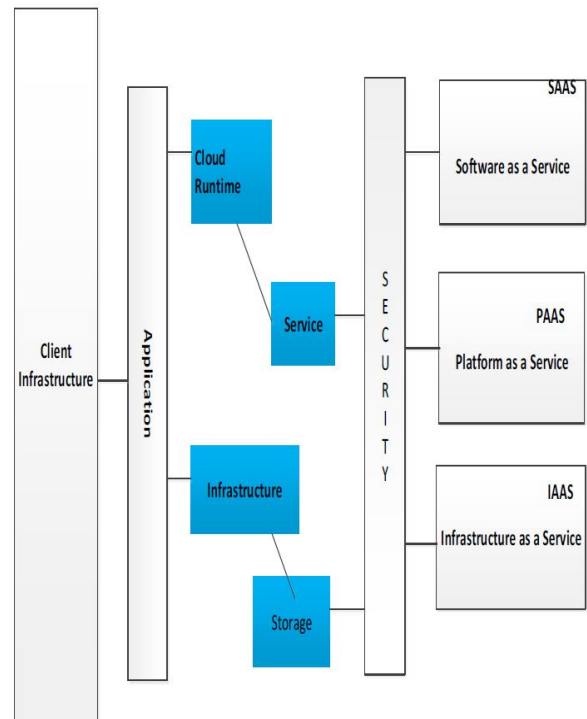 Client
Infrastructure
Application
Cloud
Runtime
Service
Infrastructure
Storage
SECURITY
SAAS
Software as a Service
PAAS
Platform as a Service
IAAS
Infrastructure as a Service